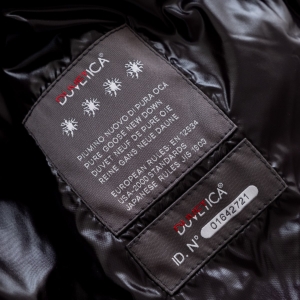 DUVETICA®
PIUMINO NUOVO DI PURA OCA
PURE GOOSE NEW DOWN
DUVET NEUF DE PURE OIE
REINE GANS NEUE DAUNE
EUROPEAN RULES, EN 12934
USA-2000 STANDARDS
JAPANESE RULES, JIS 1903
DUVETICA®
ID. N° 01642721